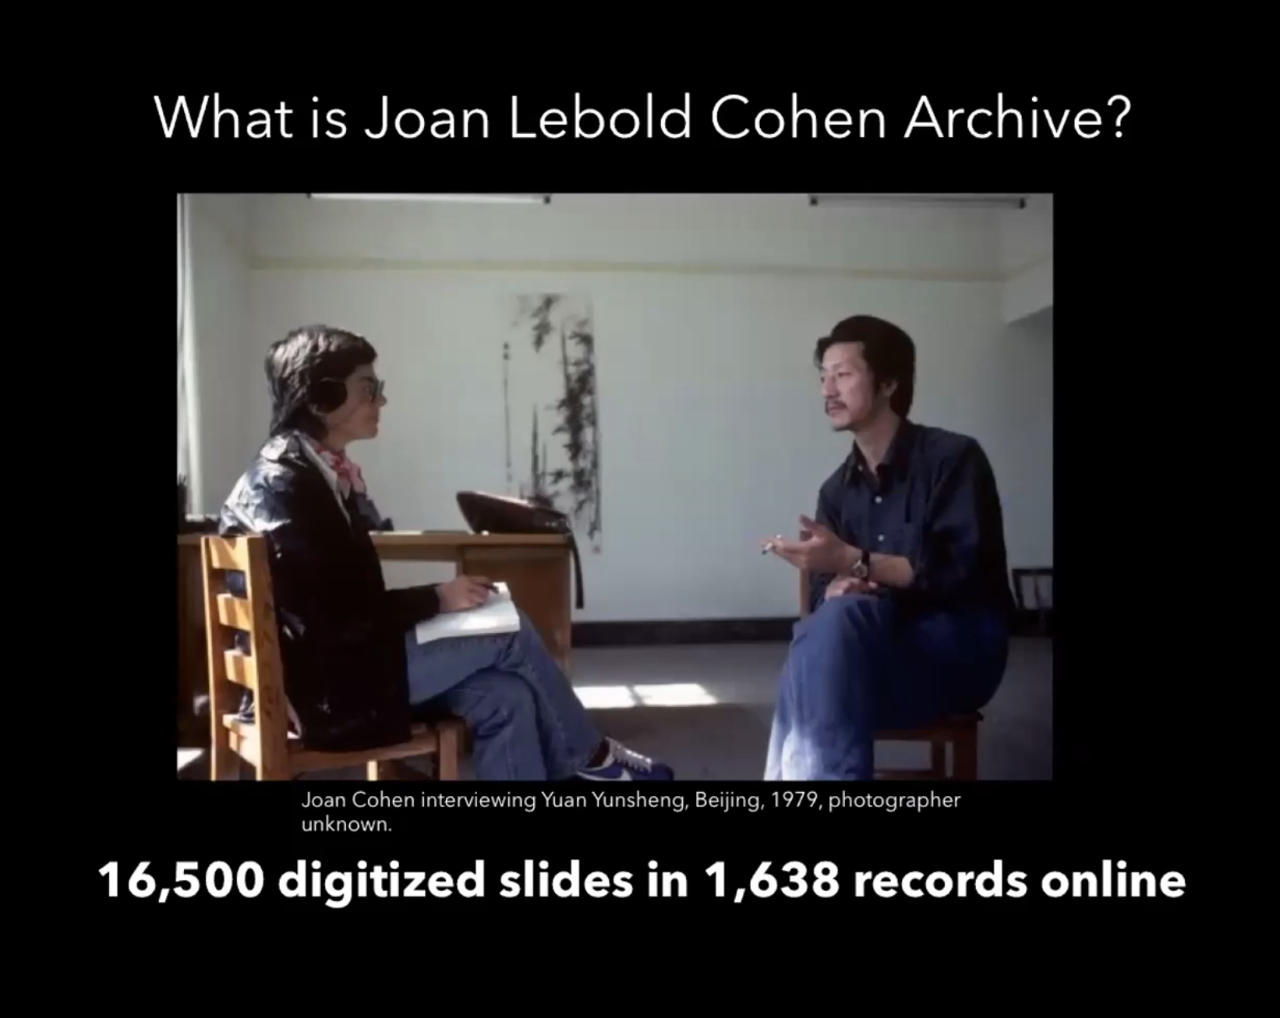 What is Joan Lebold Cohen Archive?
Joan Cohen interviewing Yuan Yunsheng, Beijing, 1979, photographer
unknown.
16,500 digitized slides in 1,638 records online